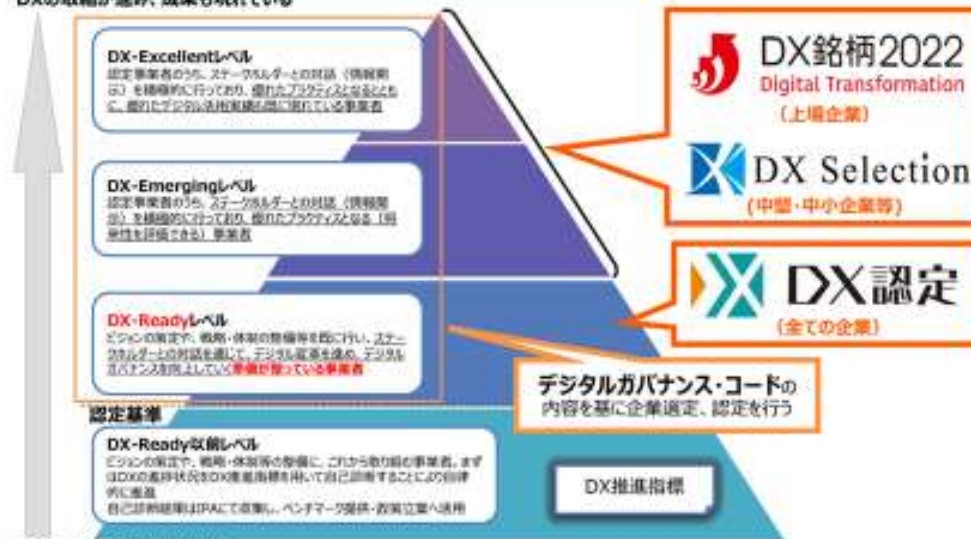 DXの取組が進み、成果も現れている
DX-Excellentレベル
認定事業者のうち、ステークホルダーとの対話（情報開
示）を積極的に行っており、優れたプラクティスとなるとも
に、優れたデジタル活用実績も既に現れている事業者
DX-Emergingレベル
認定事業者のうち、ステークホルダーとの対話（情報開
示）を積極的に行っており、優れたプラクティスとなる（将
来性を評価できる）事業者
DX-Readyレベル
ビジョンの策定や、戦略・体制の整備等を既に行い、ステー
クホルダーとの対話を通じて、デジタル変革を進め、デジタル
ガバナンスを向上していく準備が整っている事業者
認定基準
DX-Ready以前レベル
ビジョンの策定や、戦略・体制等の整備に、これから取り組む事業者。まず
はDXの進捗状況をDX推進指標を用いて自己診断することにより自律
的に推進
自己診断結果はIPAにて収集し、ベンチマーク提供・政策立案へ活用
DX銘柄2022
Digital Transformation
（上場企業）
DX Selection
(中堅・中小企業等)
DX認定
（全ての企業）
デジタルガバナンス・コードの
内容を基に企業選定、認定を行う
DX推進指標